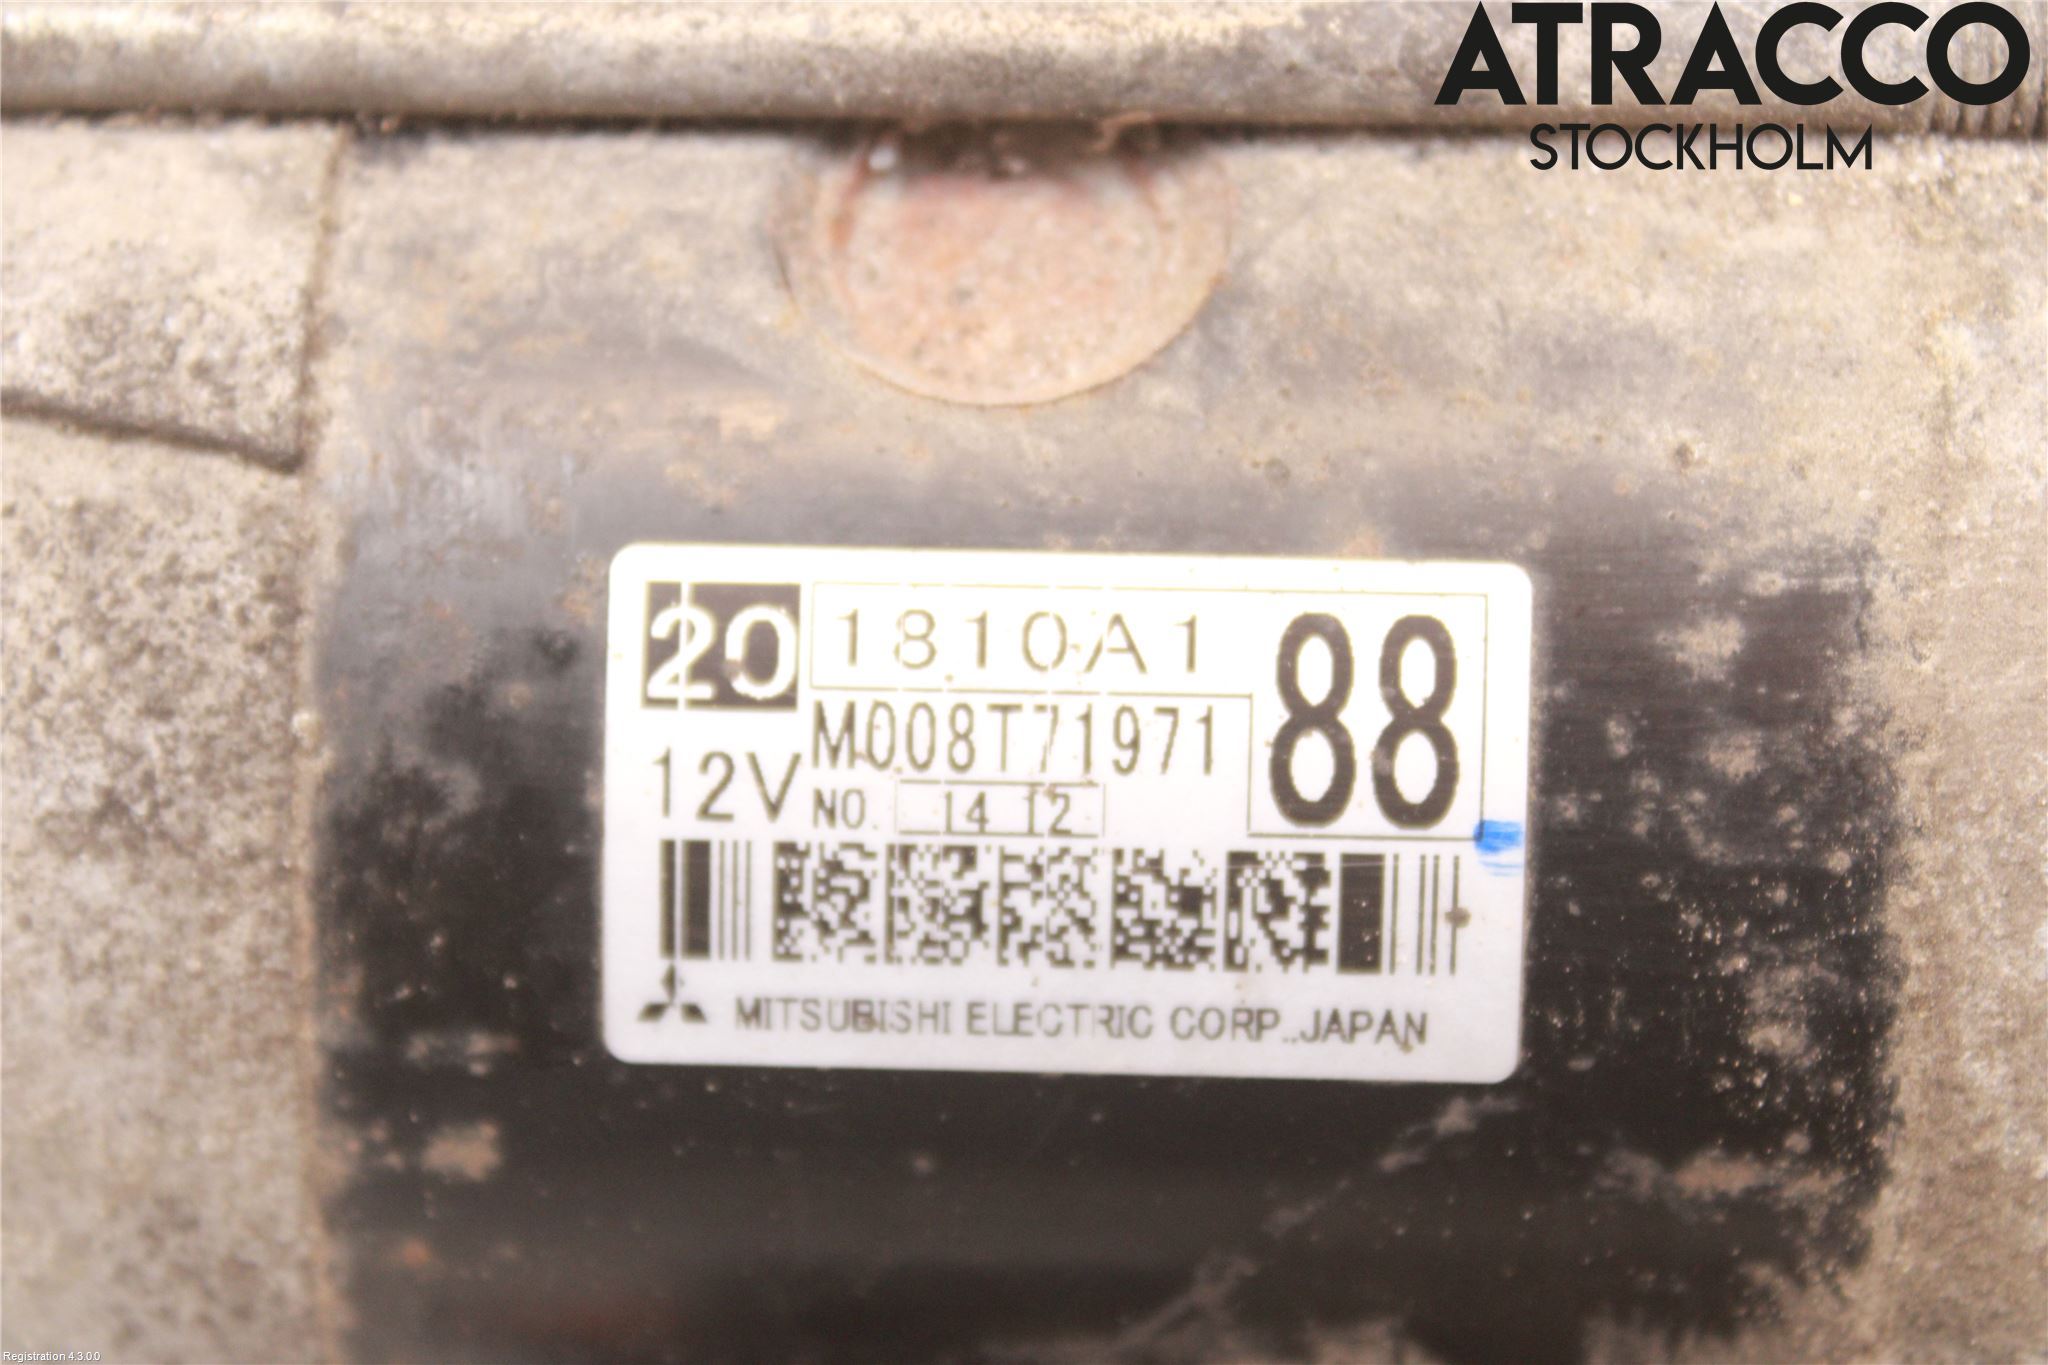 ATRACCO
STOCKHOLM
20 1810A1 88
M008T71971
12V NO. 14 12
MITSUBISHI ELECTRIC CORP.,JAPAN
Registration 4.3.0.0